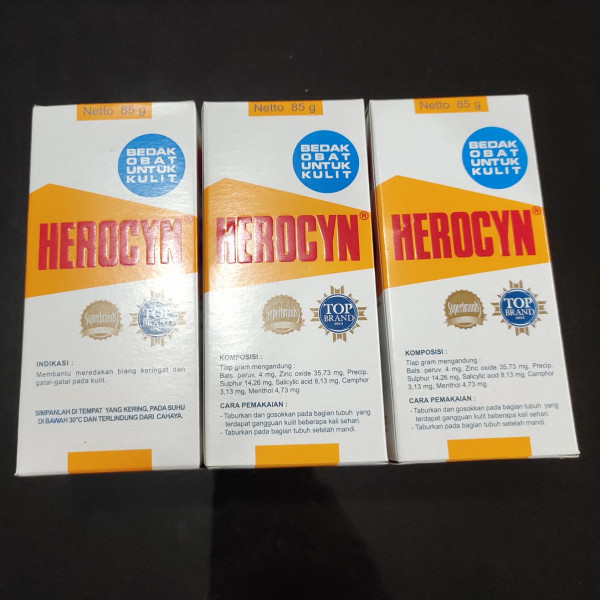 Netto 85 g
BEDAK
OBAT
UNTUK
KULIT
HEROCYN®
Superbrands
TOP
BRAND
INDIKASI :
Membantu meredakan biang keringat dan
gatal-gatal pada kulit.
SIMPANLAH DI TEMPAT YANG KERING, PADA SUHU
DI BAWAH 30°C DAN TERLINDUNG DARI CAHAYA.
Netto 85 g
BEDAK
OBAT
UNTUK
KULIT
HEROCYN®
Superbrands
TOP
BRAND
KOMPOSISI :
Tiap gram mengandung :
Bals. peruv. 4 mg, Zinc oxide 35,73 mg, Precip.
Sulphur 14,26 mg, Salicylic acid 8,13 mg, Camphor
3,13 mg, Menthol 4,73 mg
CARA PEMAKAIAN :
- Taburkan dan gosokkan pada bagian tubuh yang
terdapat gangguan kulit beberapa kali sehari.
- Taburkan pada bagian tubuh setelah mandi.
Netto 85 g
BEDAK
OBAT
UNTUK
KULIT
HEROCYN®
Superbrands
TOP
BRAND
KOMPOSISI :
Tiap gram mengandung :
Bals. peruv. 4 mg, Zinc oxide 35,73 mg, Precip.
Sulphur 14,26 mg, Salicylic acid 8,13 mg, Camphor
3,13 mg, Menthol 4,73 mg
CARA PEMAKAIAN :
- Taburkan dan gosokkan pada bagian tubuh yang
terdapat gangguan kulit beberapa kali sehari.
- Taburkan pada bagian tubuh setelah mandi.